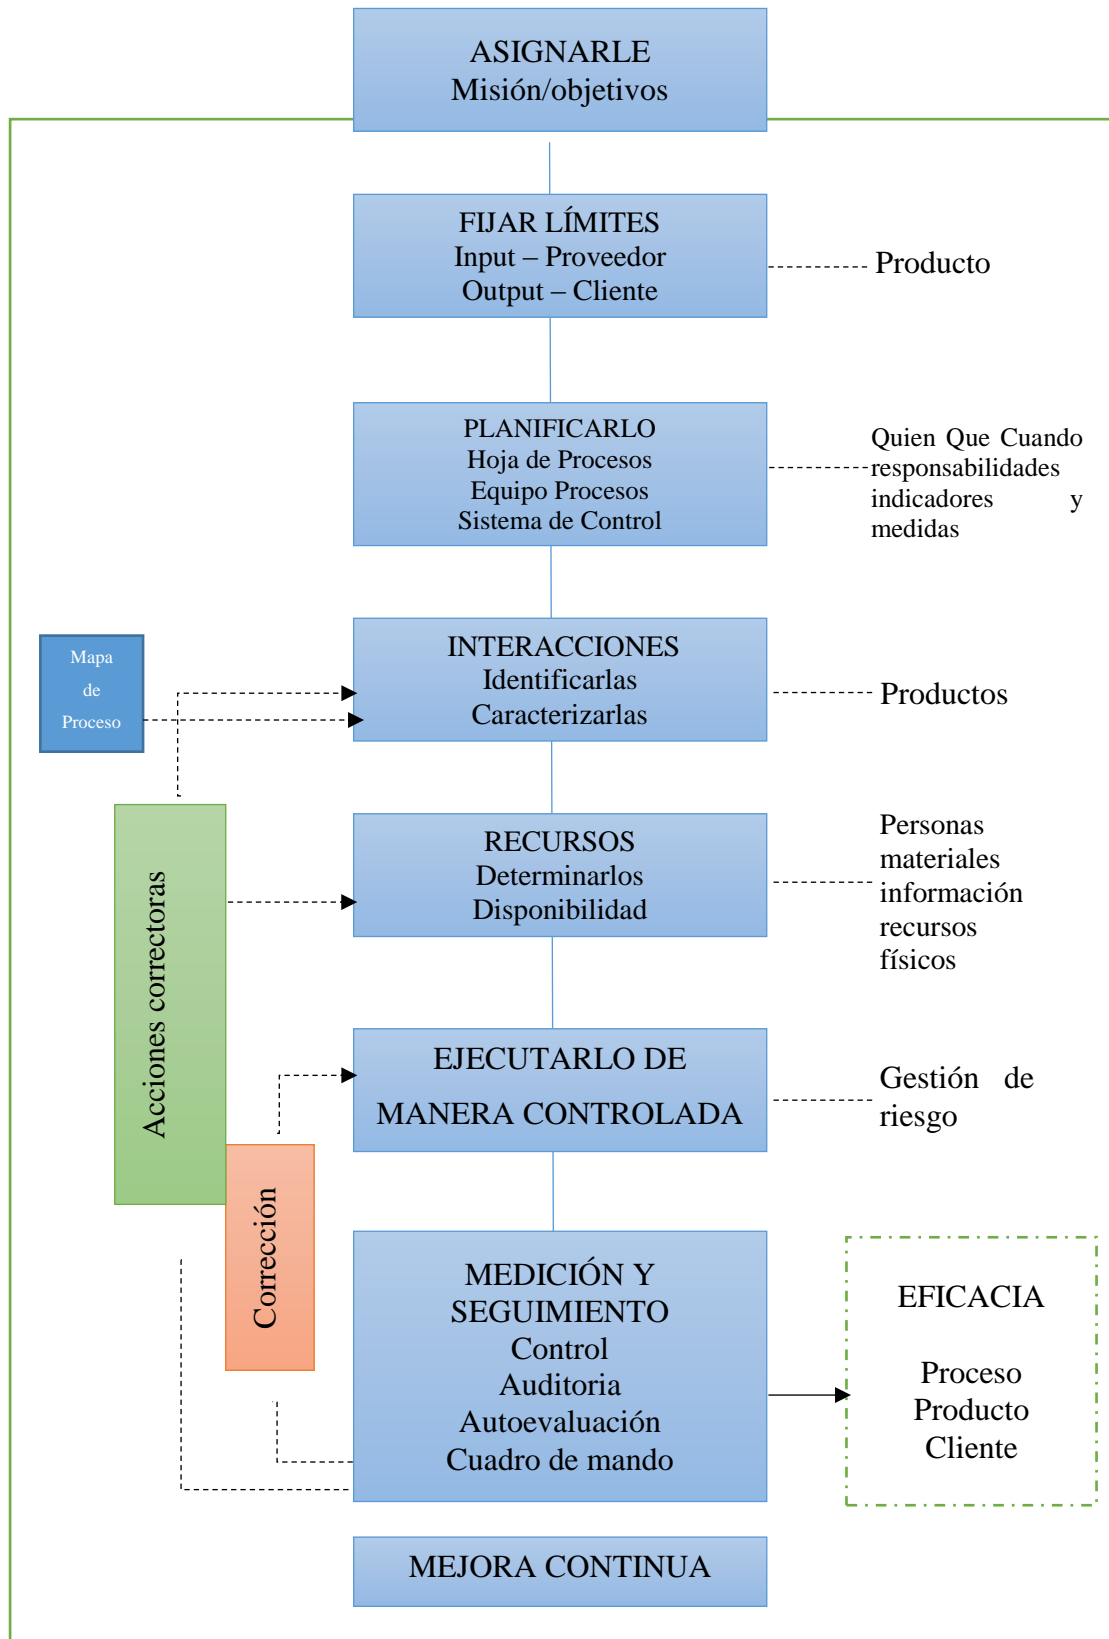 ASIGNARLE
Misión/objetivos
FIJAR LÍMITES
Input – Proveedor
Output – Cliente
Producto
PLANIFICARLO
Hoja de Procesos
Equipo Procesos
Sistema de Control
Quien Que Cuando
responsabilidades
indicadores y
medidas
Mapa
de
Proceso
INTERACCIONES
Identificarlas
Caracterizarlas
Productos
Acciones correctoras
RECURSOS
Determinarlos
Disponibilidad
Personas
materiales
información
recursos
físicos
EJECUTARLO DE
MANERA CONTROLADA
Gestión de
riesgo
Corrección
MEDICIÓN Y
SEGUIMIENTO
Control
Auditoria
Autoevaluación
Cuadro de mando
EFICACIA
Proceso
Producto
Cliente
MEJORA CONTINUA